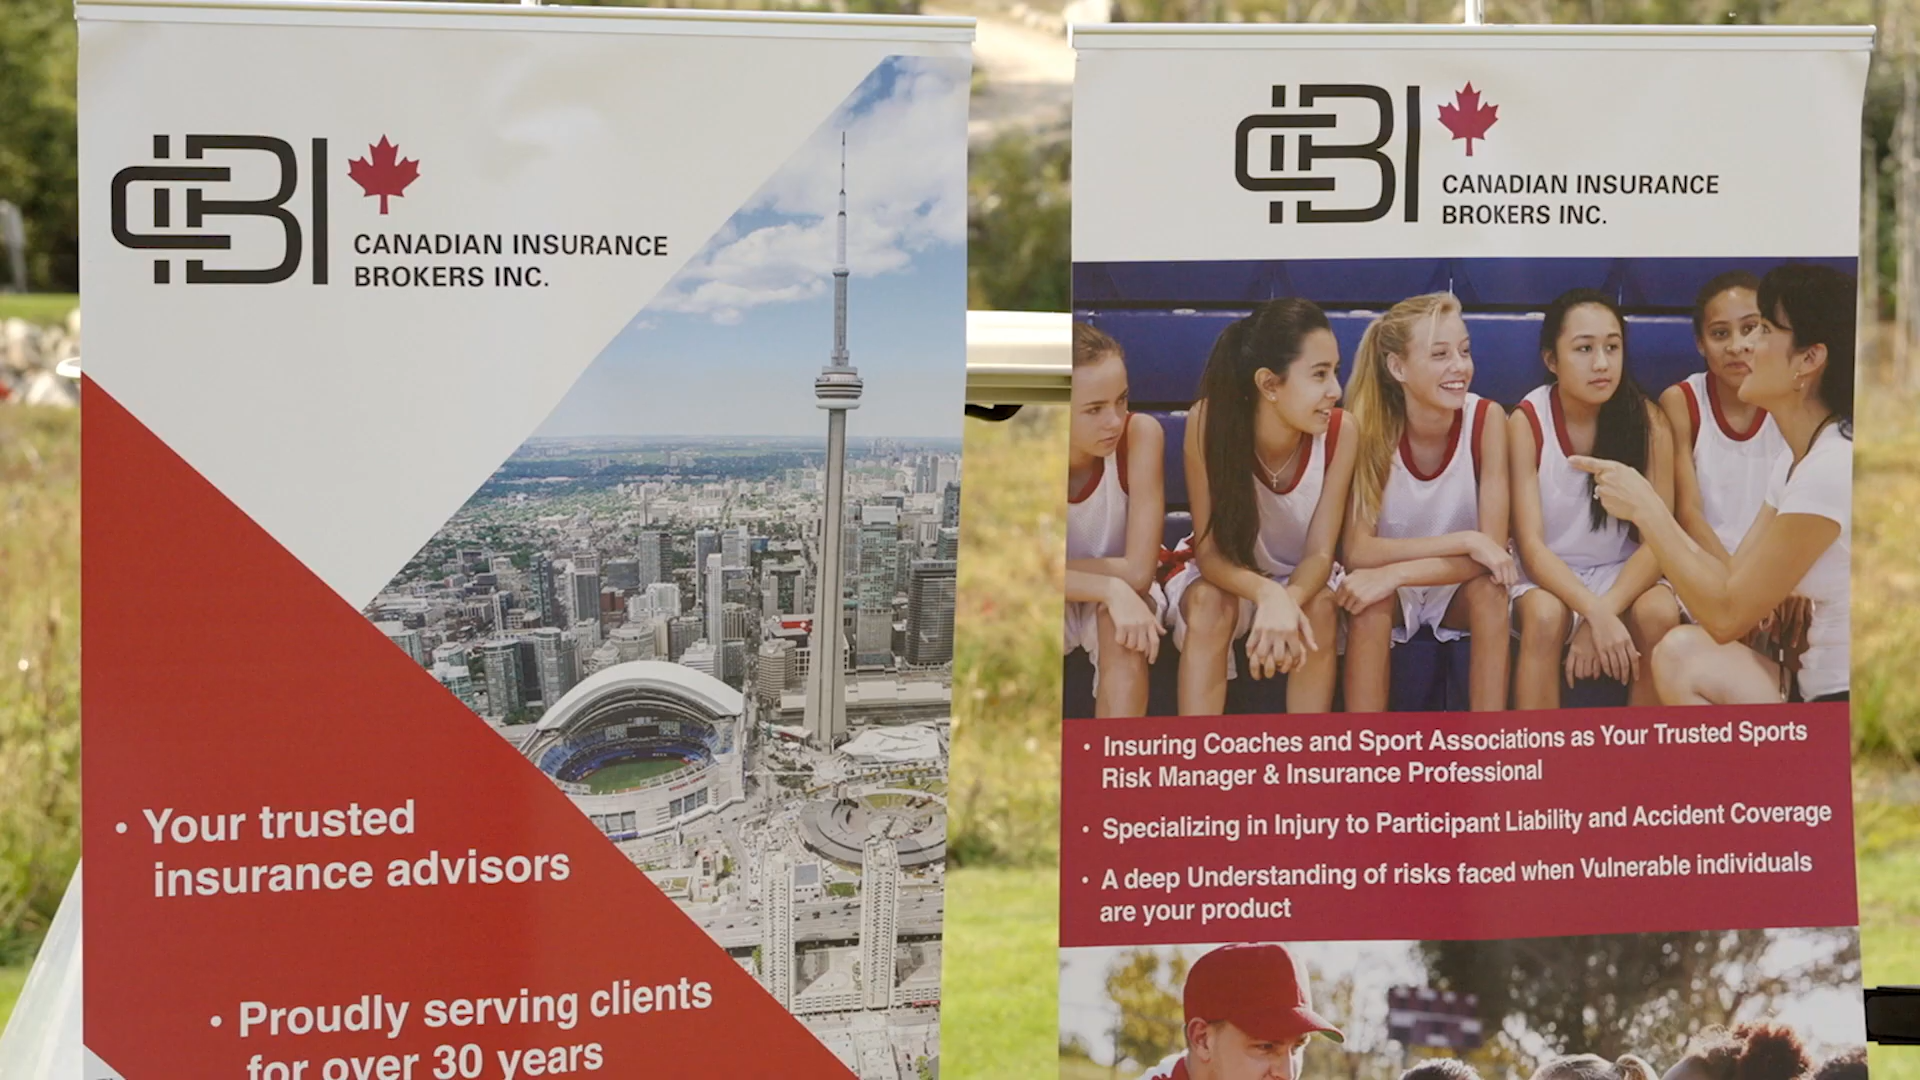 CBI
CANADIAN INSURANCE
BROKERS INC.
• Your trusted
insurance advisors
• Proudly serving clients
for over 30 years
CBI
CANADIAN INSURANCE
BROKERS INC.
• Insuring Coaches and Sport Associations as Your Trusted Sports
Risk Manager & Insurance Professional
• Specializing in Injury to Participant Liability and Accident Coverage
• A deep Understanding of risks faced when Vulnerable individuals
are your product